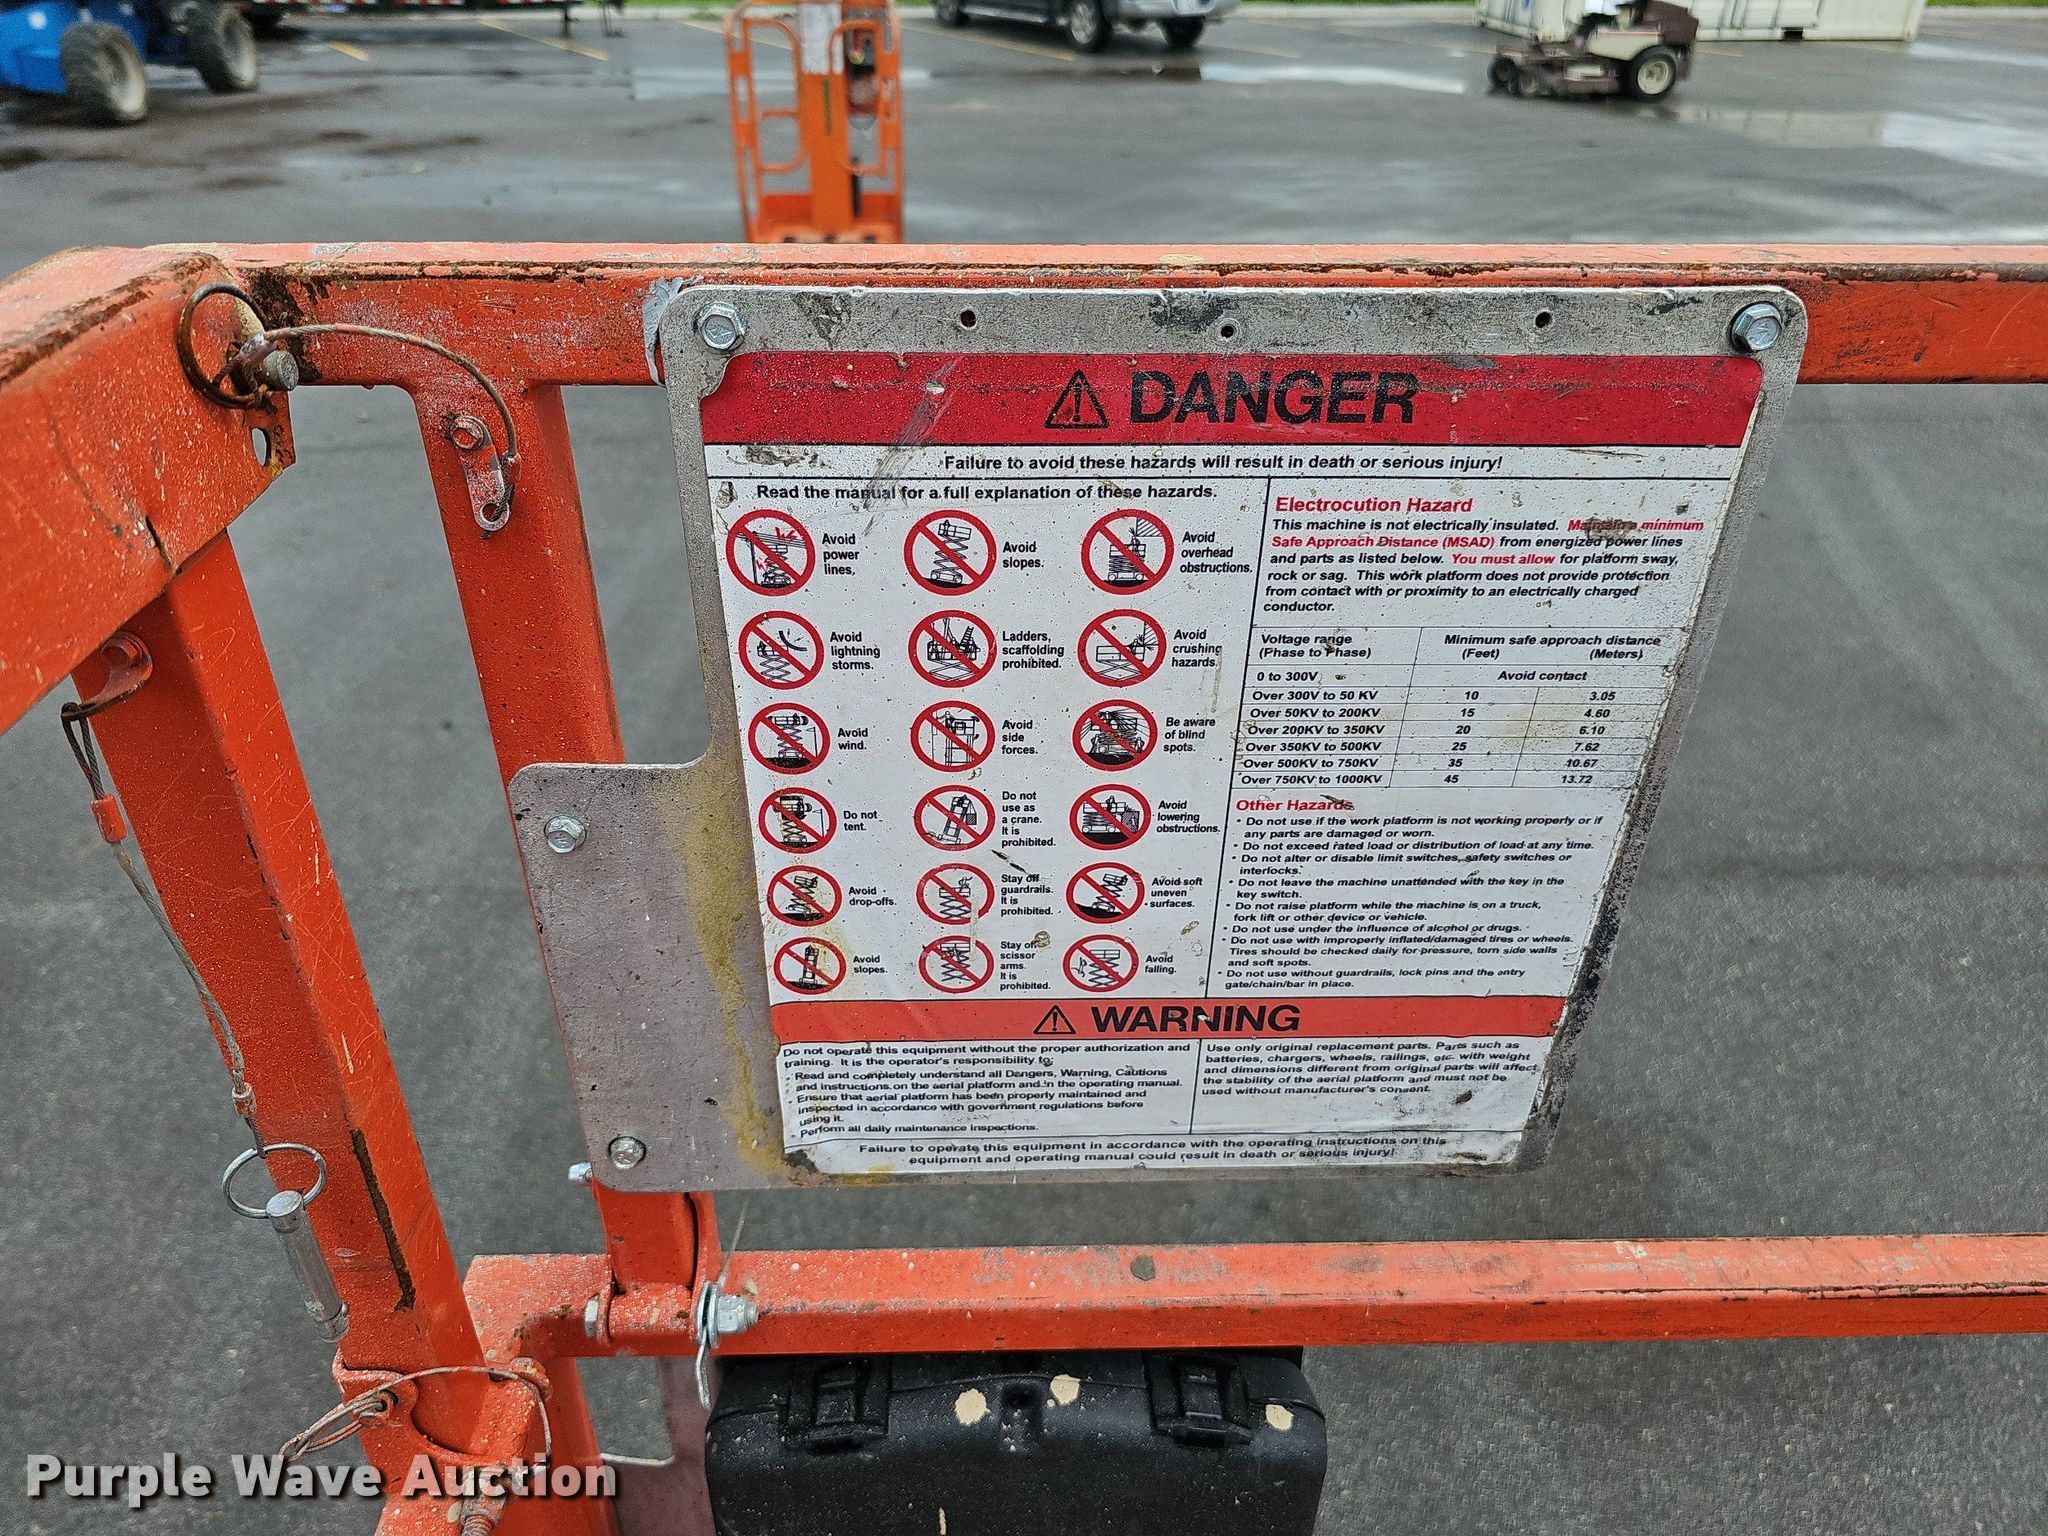 DANGER
Failure to avoid these hazards will result in death or serious injury!
Read the manual for a full explanation of these hazards.
Avoid
power
lines.
Avoid
slopes.
Avoid
overhead
obstructions.
Avoid
lightning
storms.
Ladders,
scaffolding
prohibited.
Avoid
crushing
hazards.
Avoid
wind.
Avoid
side
forces.
Be aware
of blind
spots.
Do not
tent.
Do not
use as
a crane.
It is
prohibited.
Avoid
lowering
obstructions.
Avoid
drop-offs.
Stay off
guardrails.
It is
prohibited.
Avoid soft
uneven
surfaces.
Avoid
slopes.
Stay off
scissor
arms.
It is
prohibited.
Avoid
falling.
Electrocution Hazard
This machine is not electrically insulated. Maintain a minimum
Safe Approach Distance (MSAD) from energized power lines
and parts as listed below. You must allow for platform sway,
rock or sag. This work platform does not provide protection
from contact with or proximity to an electrically charged
conductor.
Voltage range Minimum safe approach distance
(Phase to Phase) (Feet) (Meters)
0 to 300V Avoid contact
Over 300V to 50 KV 10 3.05
Over 50KV to 200KV 15 4.60
Over 200KV to 350KV 20 6.10
Over 350KV to 500KV 25 7.62
Over 500KV to 750KV 35 10.67
Over 750KV to 1000KV 45 13.72
Other Hazards
• Do not use if the work platform is not working properly or if
any parts are damaged or worn.
• Do not exceed rated load or distribution of load at any time.
• Do not alter or disable limit switches, safety switches or
interlocks.
• Do not leave the machine unattended with the key in the
key switch.
• Do not raise platform while the machine is on a truck,
fork lift or other device or vehicle.
• Do not use under the influence of alcohol or drugs.
• Do not use with improperly inflated/damaged tires or wheels.
Tires should be checked daily for pressure, torn side walls
and soft spots.
• Do not use without guardrails, lock pins and the entry
gate/chain/bar in place.
WARNING
Do not operate this equipment without the proper authorization and
training. It is the operator's responsibility to:
• Read and completely understand all Dangers, Warning, Cautions
and instructions on the aerial platform and in the operating manual.
• Ensure that aerial platform has been properly maintained and
inspected in accordance with government regulations before
using it.
• Perform all daily maintenance inspections.
Use only original replacement parts. Parts such as
batteries, chargers, wheels, railings, etc. with weight
and dimensions different from original parts will affect
the stability of the aerial platform and must not be
used without manufacturer's consent.
Failure to operate this equipment in accordance with the operating instructions on this
equipment and operating manual could result in death or serious injury!
Purple Wave Auction